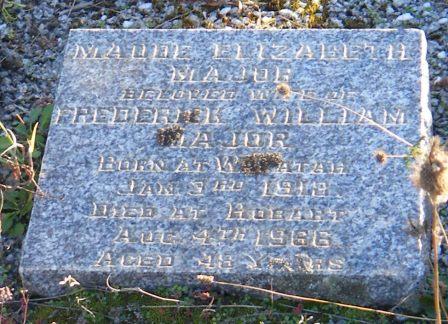 ELIZABETH
MAJOR
BELOVED WIFE OF
FREDERICK WILLIAM
MAJOR
BORN AT WARATAH
JAN 3RD 1918
DIED AT HOBART
AUG 4TH 1966
AGED 48 YEARS